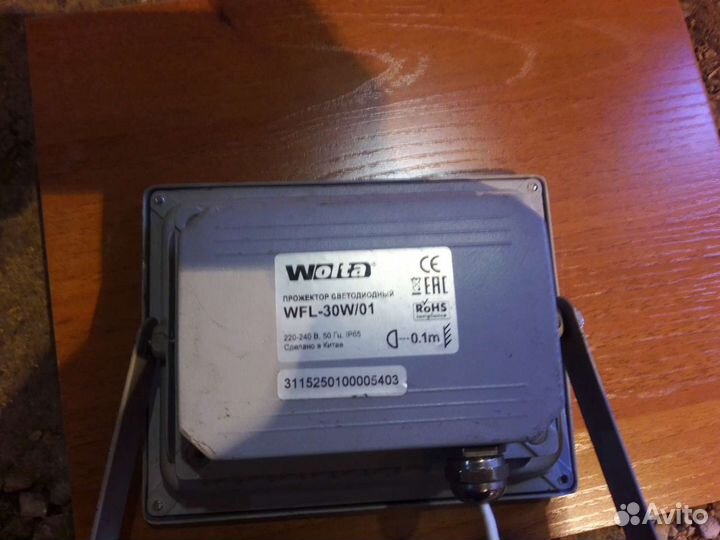 Wolta®
ПРОЖЕКТОР СВЕТОДИОДНЫЙ
WFL-30W/01
220-240 В, 50 Гц, IP65
Сделано в Китае
CE
EAC
RoHS
compliance
0.1m
3115250100005403
Avito